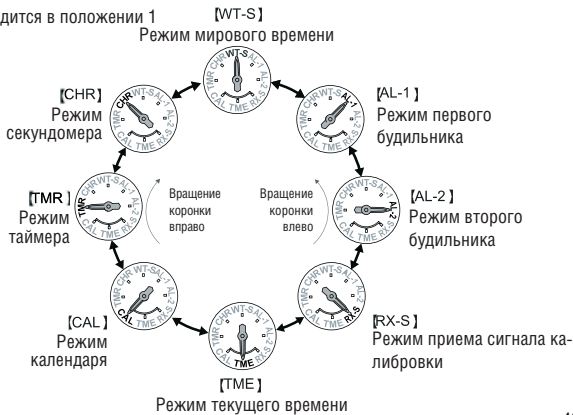 дится в положении 1
[WT-S]
Режим мирового времени
[CHR]
Режим
секундомера
[AL-1]
Режим первого
будильника
[TMR]
Режим
таймера
Вращение
коронки
вправо
Вращение
коронки
влево
[AL-2]
Режим второго
будильника
[CAL]
Режим
календаря
[RX-S]
Режим приема сигнала ка-
либровки
[TME]
Режим текущего времени